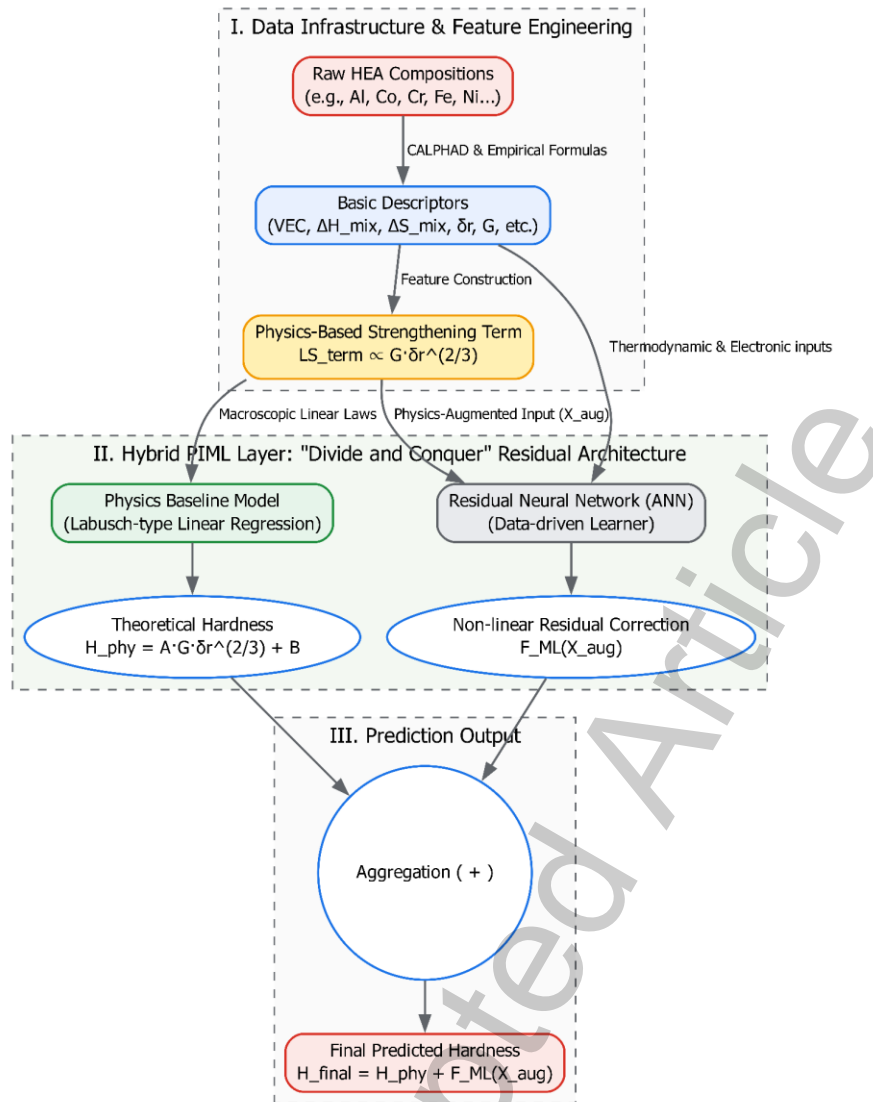 I. Data Infrastructure & Feature Engineering
Raw HEA Compositions
(e.g., Al, Co, Cr, Fe, Ni...)
CALPHAD & Empirical Formulas
Basic Descriptors
(VEC, ΔH_mix, ΔS_mix, δr, G, etc.)
Feature Construction
Physics-Based Strengthening Term
LS_term ∝ G·δr^(2/3)
Thermodynamic & Electronic inputs
Macroscopic Linear Laws
Physics-Augmented Input (X_aug)
II. Hybrid PIML Layer: "Divide and Conquer" Residual Architecture
Physics Baseline Model
(Labusch-type Linear Regression)
Residual Neural Network (ANN)
(Data-driven Learner)
Theoretical Hardness
H_phy = A·G·δr^(2/3) + B
Non-linear Residual Correction
F_ML(X_aug)
III. Prediction Output
Aggregation ( + )
Final Predicted Hardness
H_final = H_phy + F_ML(X_aug)
Article